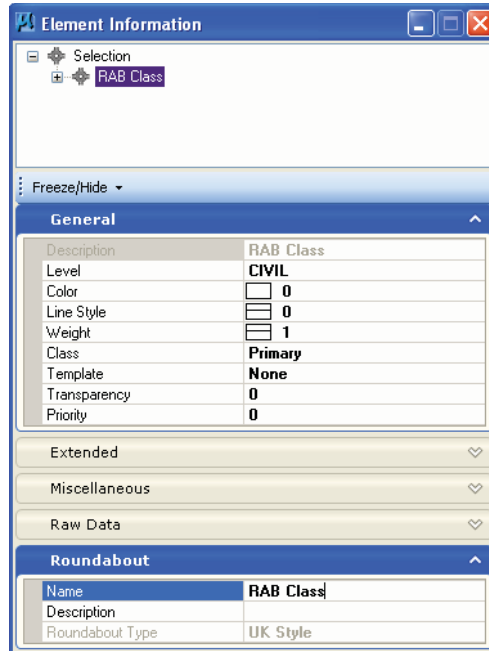 Element Information
Selection
RAB Class
Freeze/Hide
General
Description RAB Class
Level CIVIL
Color 0
Line Style 0
Weight 1
Class Primary
Template None
Transparency 0
Priority 0
Extended
Miscellaneous
Raw Data
Roundabout
Name RAB Class
Description
Roundabout Type UK Style